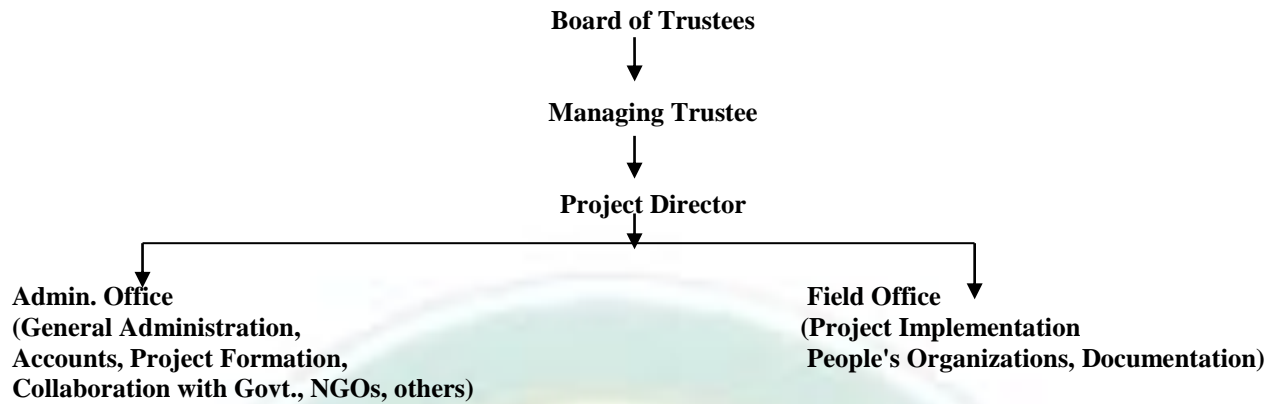 Board of Trustees
Managing Trustee
Project Director
Admin. Office
(General Administration,
Accounts, Project Formation,
Collaboration with Govt., NGOs, others)
Field Office
(Project Implementation
People's Organizations, Documentation)